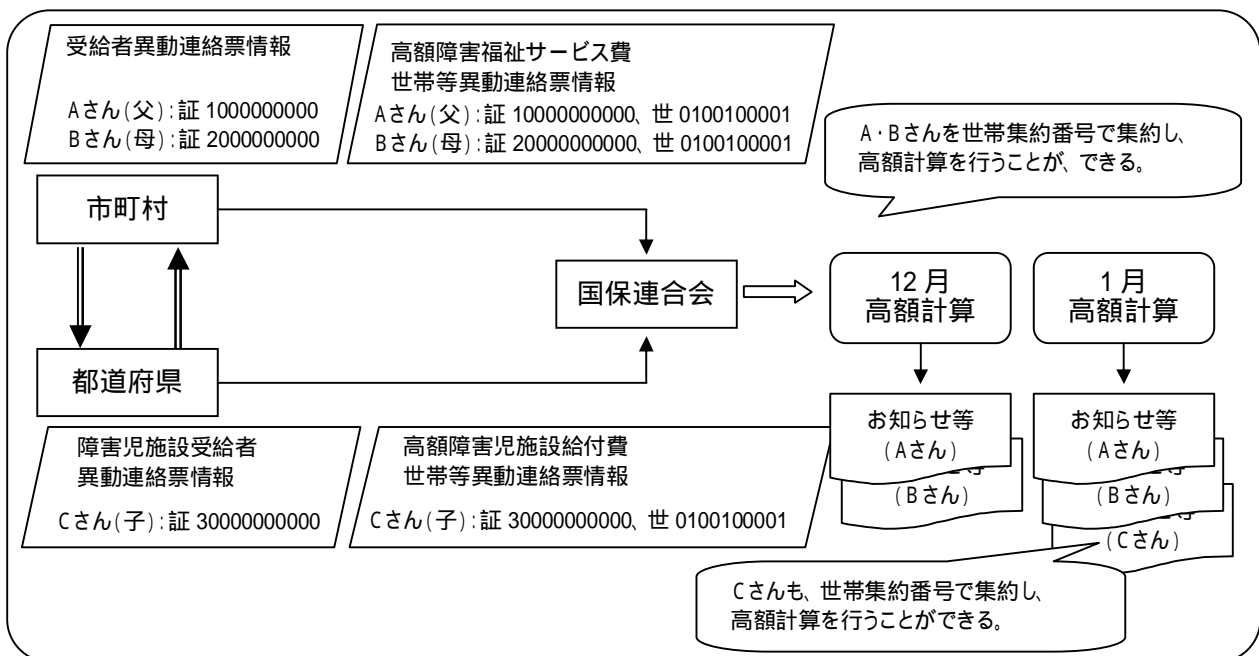 受給者異動連絡票情報
Aさん(父):証 1000000000
Bさん(母):証 2000000000
高額障害福祉サービス費
世帯等異動連絡票情報
Aさん(父):証 10000000000、世 0100100001
Bさん(母):証 20000000000、世 0100100001
A・Bさんを世帯集約番号で集約し、
高額計算を行うことが、できる。
市町村
国保連合会
12月
高額計算
1月
高額計算
都道府県
お知らせ等
(Aさん)
(Bさん)
お知らせ等
(Aさん)
(Bさん)
(Cさん)
障害児施設受給者
異動連絡票情報
Cさん(子):証 30000000000
高額障害児施設給付費
世帯等異動連絡票情報
Cさん(子):証 30000000000、世 0100100001
Cさんも、世帯集約番号で集約し、
高額計算を行うことができる。